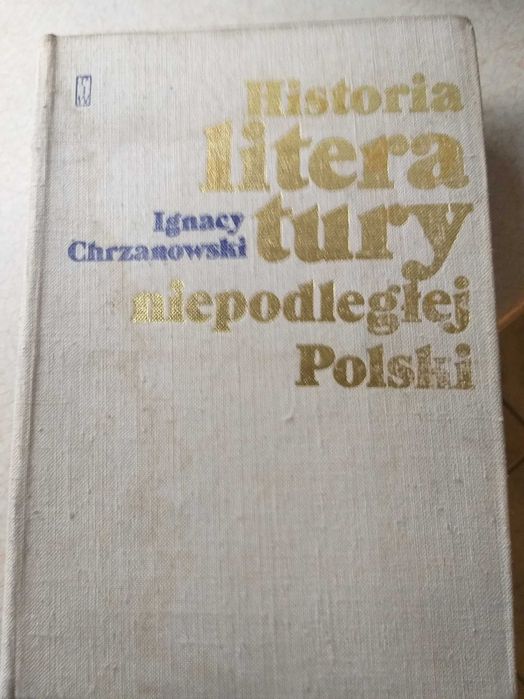 Historia
litera
tury
Ignacy
Chrzanowski
niepodległej
Polski